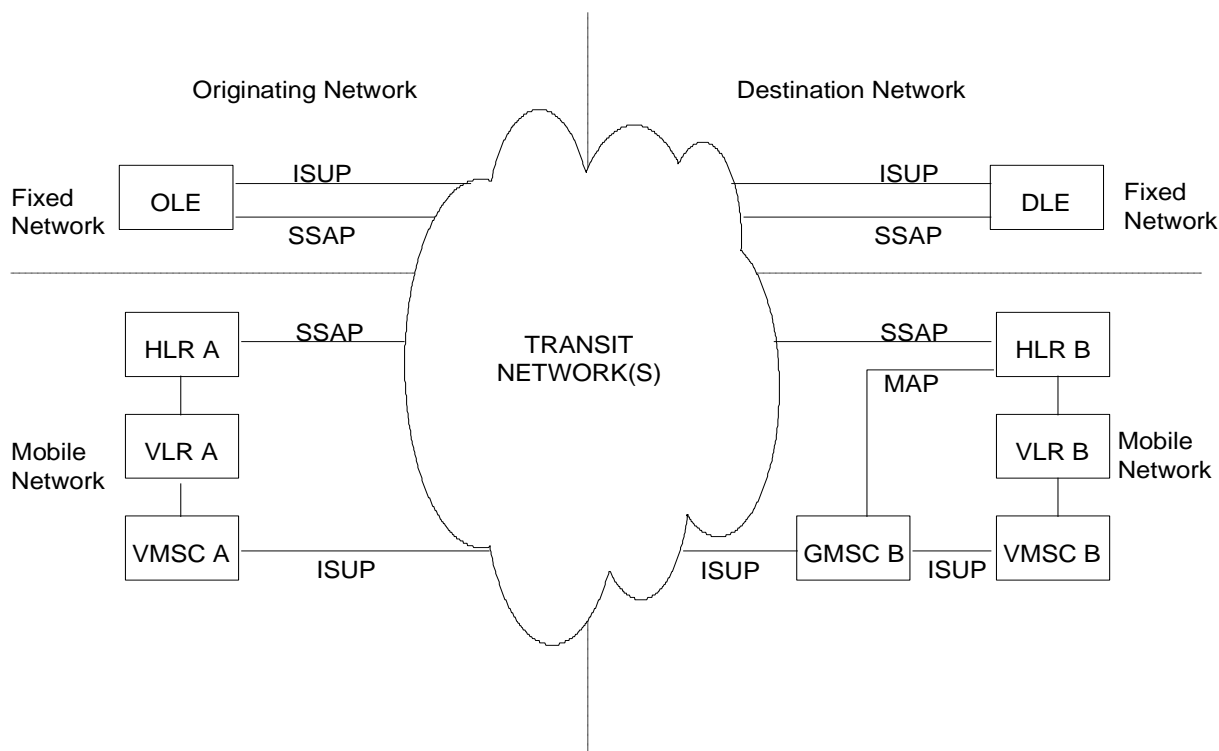 Originating Network
Destination Network
ISUP
ISUP
Fixed
Network
OLE
DLE
Fixed
Network
SSAP
SSAP
SSAP
SSAP
HLR A
TRANSIT
NETWORK(S)
HLR B
MAP
Mobile
Network
VLR A
VLR B
Mobile
Network
VMSC A
ISUP
ISUP
GMSC B
ISUP
VMSC B